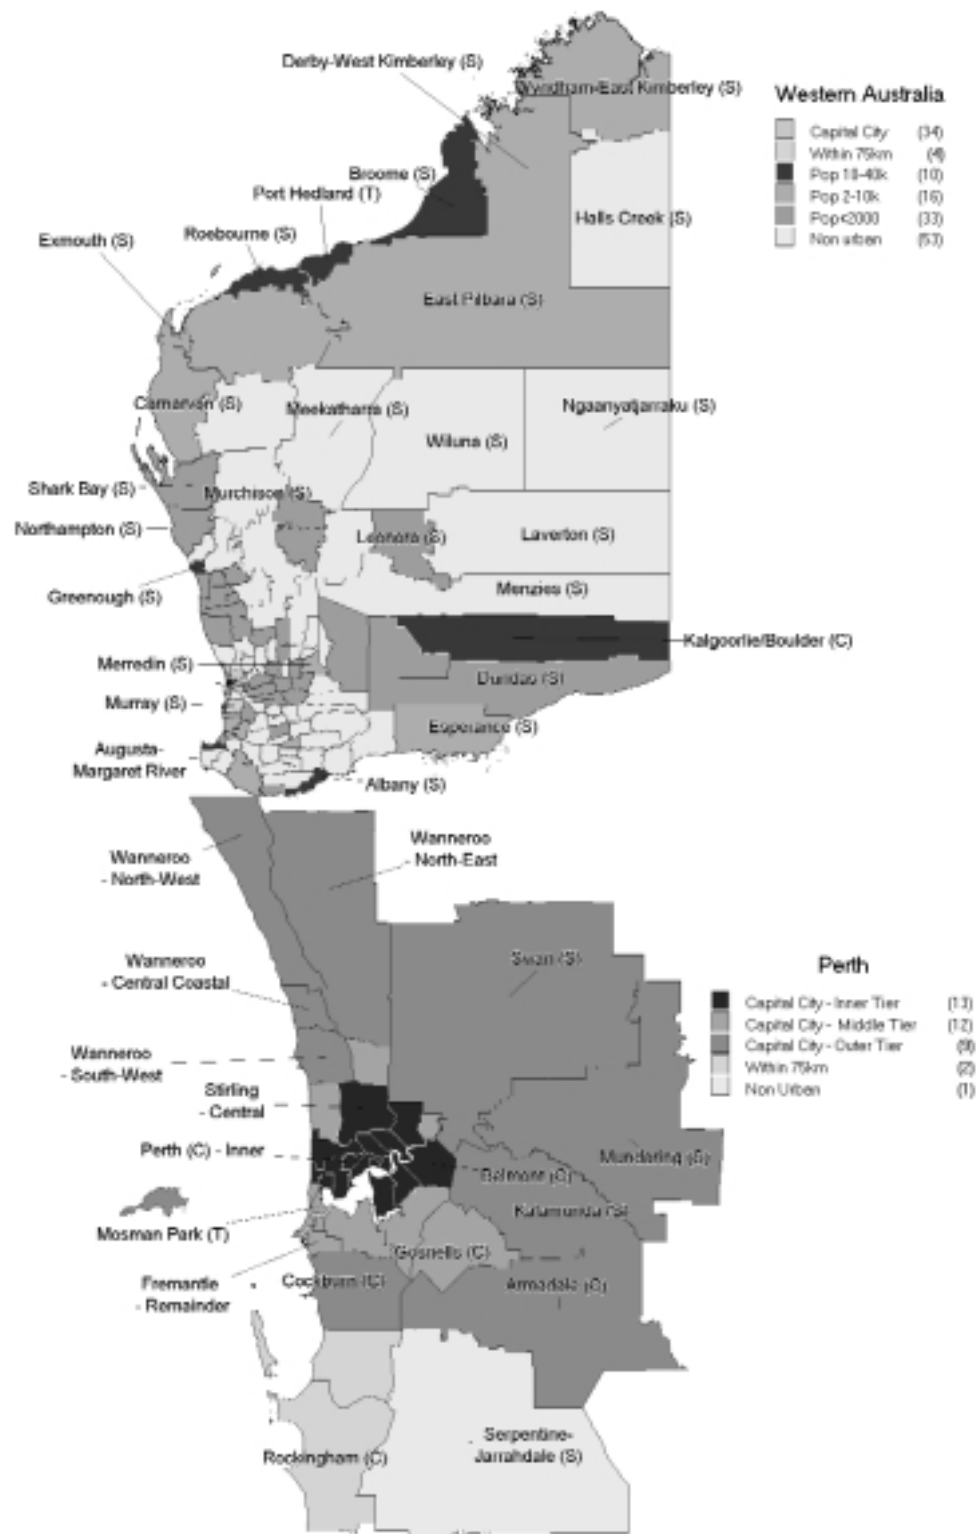 Derby-West Kimberley (S)
Wyndham-East Kimberley (S)
Western Australia
Capital City (34)
Within 75km (4)
Pop 10-40k (10)
Pop 2-10k (16)
Pop<2000 (33)
Non urban (53)
Broome (S)
Port Hedland (T)
Halls Creek (S)
Roebourne (S)
Exmouth (S)
East Pilbara (S)
Carnarvon (S)
Meekatharra (S)
Ngaanyatjarraku (S)
Wiluna (S)
Shark Bay (S)
Murchison (S)
Northampton (S)
Leonora (S)
Laverton (S)
Greenough (S)
Menzies (S)
Kalgoorlie/Boulder (C)
Merredin (S)
Dundas (S)
Murray (S)
Esperance (S)
Augusta-
Margaret River
Albany (S)
Wanneroo
- North-East
Wanneroo
- North-West
Swan (S)
Wanneroo
- Central Coastal
Perth
Capital City - Inner Tier (13)
Capital City - Middle Tier (12)
Capital City - Outer Tier (9)
Within 75km (2)
Non Urban (1)
Wanneroo
- South-West
Stirling
- Central
Perth (C) - Inner
Mundaring (S)
Belmont (C)
Kalamunda (S)
Mosman Park (T)
Gosnells (C)
Fremantle
- Remainder
Cockburn (C)
Armadale (C)
Serpentine-
Jarrahdale (S)
Rockingham (C)